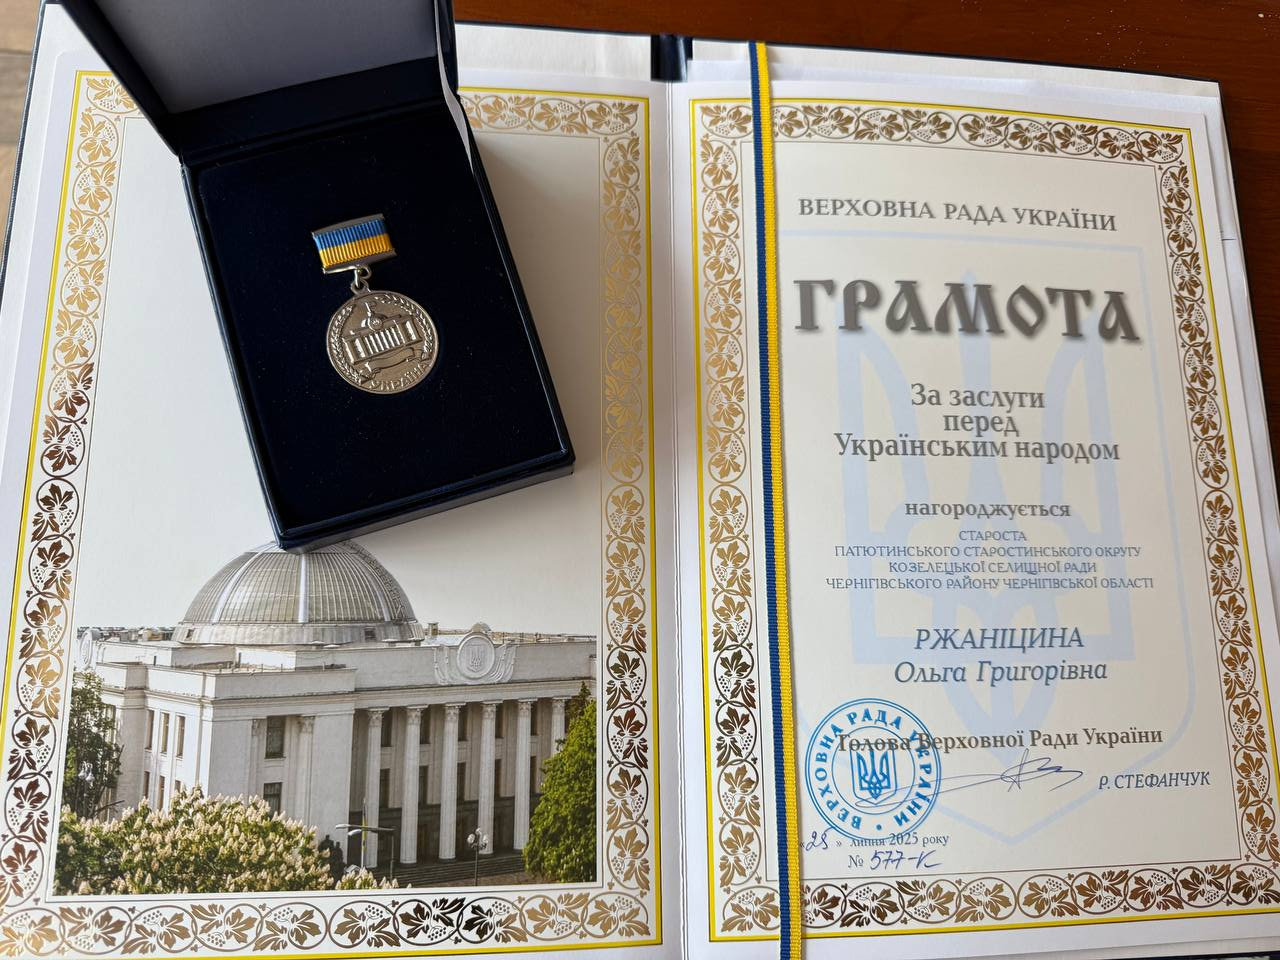 УКРАЇНА
ВЕРХОВНА РАДА УКРАЇНИ
ГРАМОТА
За заслуги
перед
Українським народом
нагороджується
СТАРОСТА
ПАТЮТИНСЬКОГО СТАРОСТИНСЬКОГО ОКРУГУ
КОЗЕЛЕЦЬКОЇ СЕЛИЩНОЇ РАДИ
ЧЕРНІГІВСЬКОГО РАЙОНУ ЧЕРНІГІВСЬКОЇ ОБЛАСТІ
РЖАНІЦИНА
Ольга Григорівна
Голова Верховної Ради України
Р. СТЕФАНЧУК
ВЕРХОВНА РАДА УКРАЇНИ
«25» липня 2025 року
№ 577-К